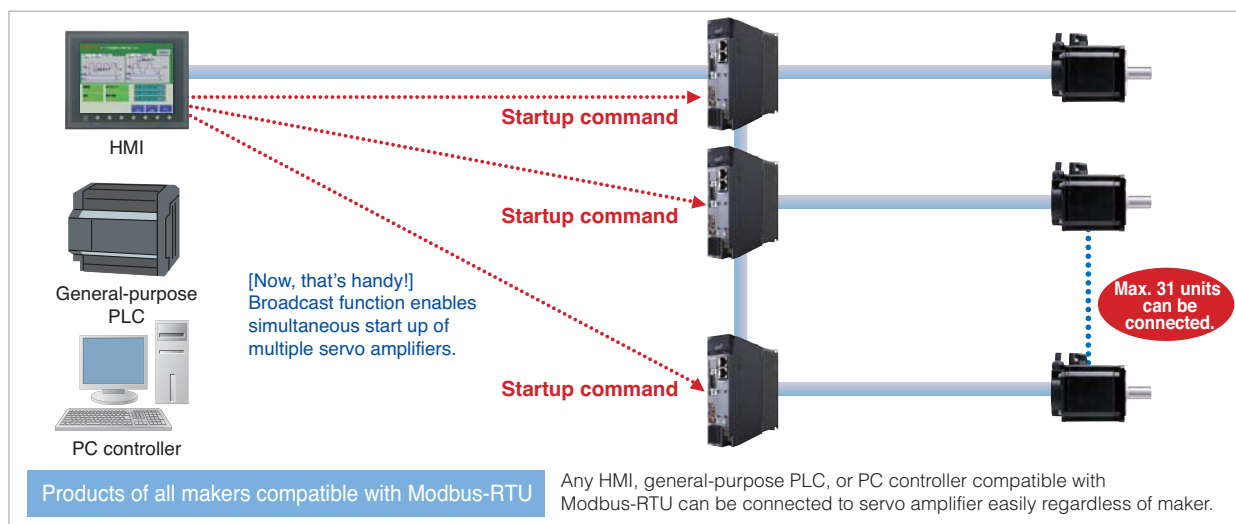 HMI
Startup command
Startup command
General-purpose
PLC
[Now, that's handy!]
Broadcast function enables
simultaneous start up of
multiple servo amplifiers.
Max. 31 units
can be
connected.
Startup command
PC controller
Products of all makers compatible with Modbus-RTU
Any HMI, general-purpose PLC, or PC controller compatible with
Modbus-RTU can be connected to servo amplifier easily regardless of maker.